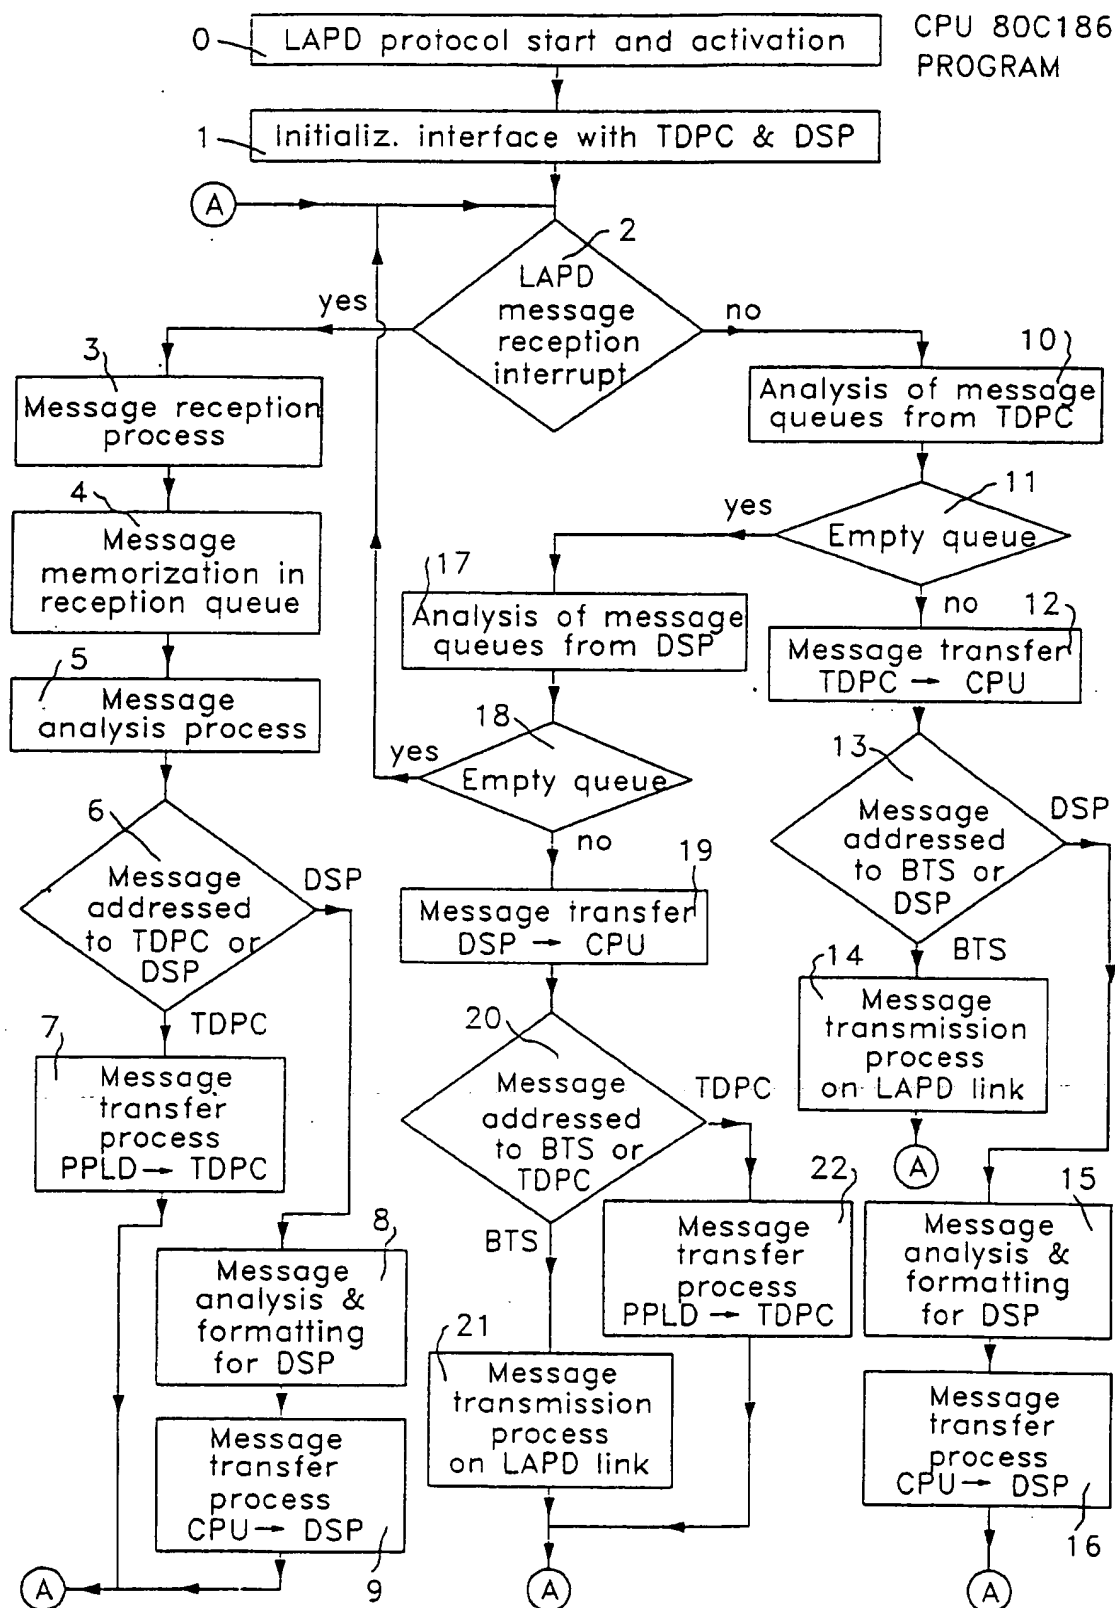 CPU 80C186
PROGRAM
0
LAPD protocol start and activation
1
Initializ. interface with TDPC & DSP
A
2
LAPD
message
reception
interrupt
yes
no
3
Message reception
process
10
Analysis of message
queues from TDPC
4
Message
memorization in
reception queue
11
Empty queue
yes
no
17
Analysis of message
queues from DSP
12
Message transfer
TDPC → CPU
5
Message
analysis process
18
Empty queue
yes
no
13
Message
addressed
to BTS or
DSP
DSP
BTS
6
Message
addressed
to TDPC or
DSP
DSP
TDPC
19
Message transfer
DSP → CPU
14
Message
transmission
process
on LAPD link
A
7
Message
transfer
process
PPLD → TDPC
20
Message
addressed
to BTS or
TDPC
TDPC
BTS
22
Message
transfer
process
PPLD → TDPC
15
Message
analysis &
formatting
for DSP
8
Message
analysis &
formatting
for DSP
21
Message
transmission
process
on LAPD link
Message
transfer
process
CPU → DSP
16
Message
transfer
process
CPU → DSP
9
A
A
A